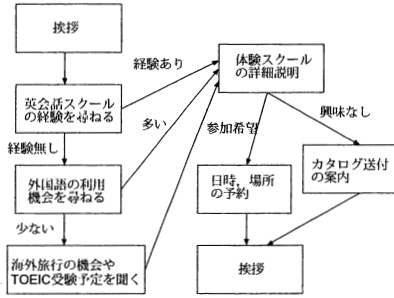 挨拶
経験あり
体験スクール
の詳細説明
英会話スクール
の経験を尋ねる
多い
参加希望
興味なし
経験無し
外国語の利用
機会を尋ねる
日時，場所
の予約
カタログ送付
の案内
少ない
海外旅行の機会や
TOEIC受験予定を聞く
挨拶